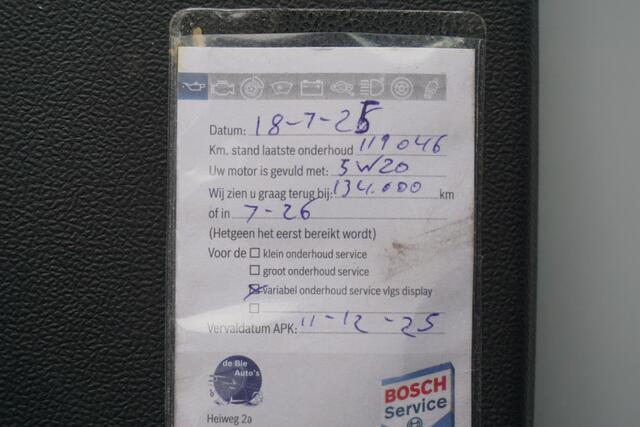 Datum: 18-7-25
Km. stand laatste onderhoud 119046
Uw motor is gevuld met: 5W20
Wij zien u graag terug bij: 134.000 km
of in 7-26
(Hetgeen het eerst bereikt wordt)
Voor de klein onderhoud service
groot onderhoud service
variabel onderhoud service vlgs display
Vervaldatum APK: 11-12-25
de Bie
Auto's
BOSCH
Service
Heiweg 2a